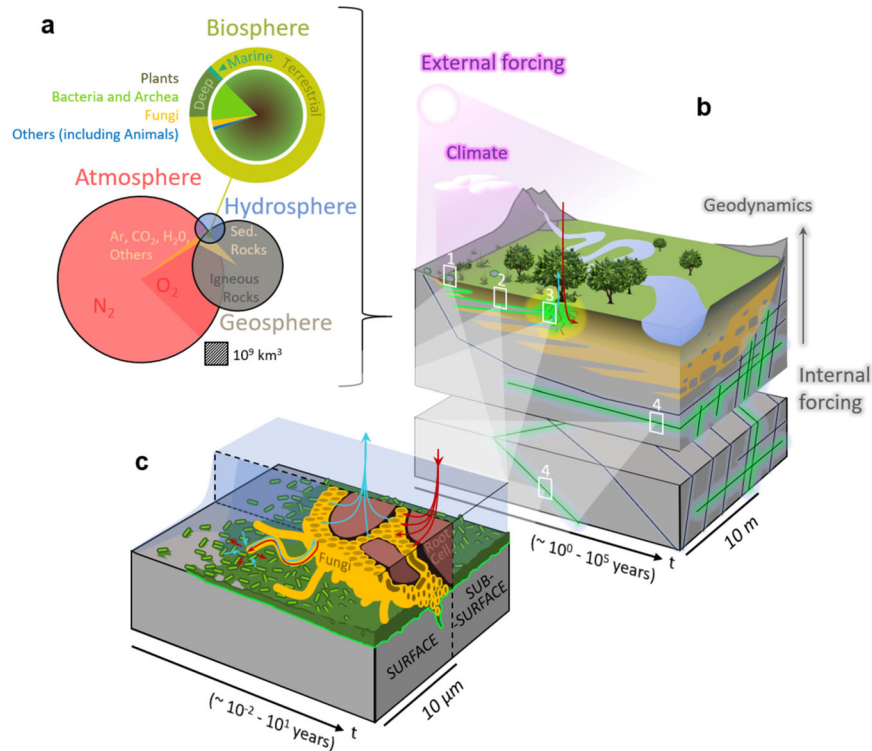 a
Biosphere
Marine
Deep
Terrestrial
Plants
Bacteria and Archea
Fungi
Others (including Animals)
Atmosphere
Hydrosphere
Ar, CO₂, H₂0,
Others
Sed.
Rocks
N₂
O₂
Igneous
Rocks
Geosphere
10⁹ km³
b
External forcing
Climate
Geodynamics
1
2
3
4
4
Internal
forcing
(~ 10⁰ - 10⁵ years)
t
10 m
c
Fungi
Root
Cell
SURFACE
SUB-
SURFACE
(~ 10⁻² - 10¹ years)
t
10 µm